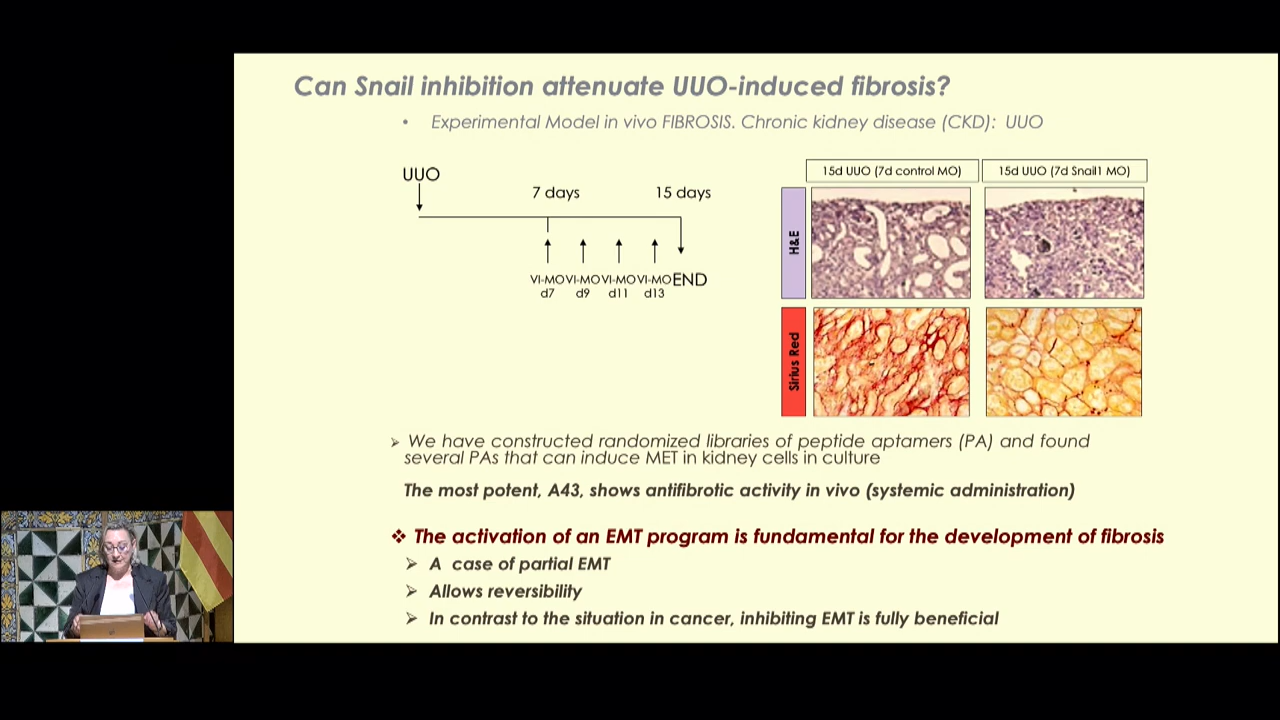 Can Snail inhibition attenuate UUO-induced fibrosis?
• Experimental Model in vivo FIBROSIS. Chronic kidney disease (CKD): UUO
UUO
7 days
15 days
VI-MO VI-MO VI-MO VI-MO END
d7 d9 d11 d13
15d UUO (7d control MO)
15d UUO (7d Snail1 MO)
H&E
Sirius Red
➢ We have constructed randomized libraries of peptide aptamers (PA) and found
several PAs that can induce MET in kidney cells in culture
The most potent, A43, shows antifibrotic activity in vivo (systemic administration)
❖ The activation of an EMT program is fundamental for the development of fibrosis
➢ A case of partial EMT
➢ Allows reversibility
➢ In contrast to the situation in cancer, inhibiting EMT is fully beneficial